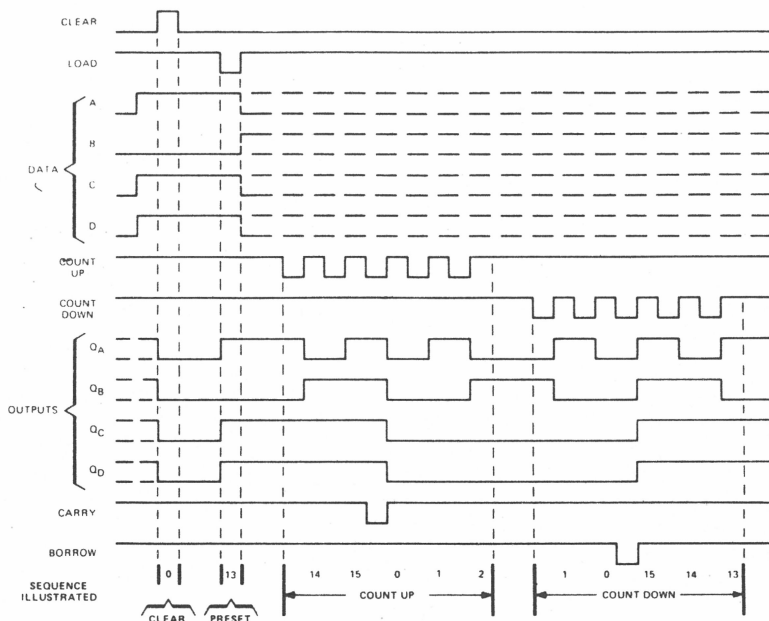 CLEAR
LOAD
A
B
DATA
C
D
COUNT
UP
COUNT
DOWN
QA
QB
OUTPUTS
QC
QD
CARRY
BORROW
SEQUENCE
ILLUSTRATED
0 13 14 15 0 1 2 1 0 15 14 13
COUNT UP COUNT DOWN
CLEAR PRESET